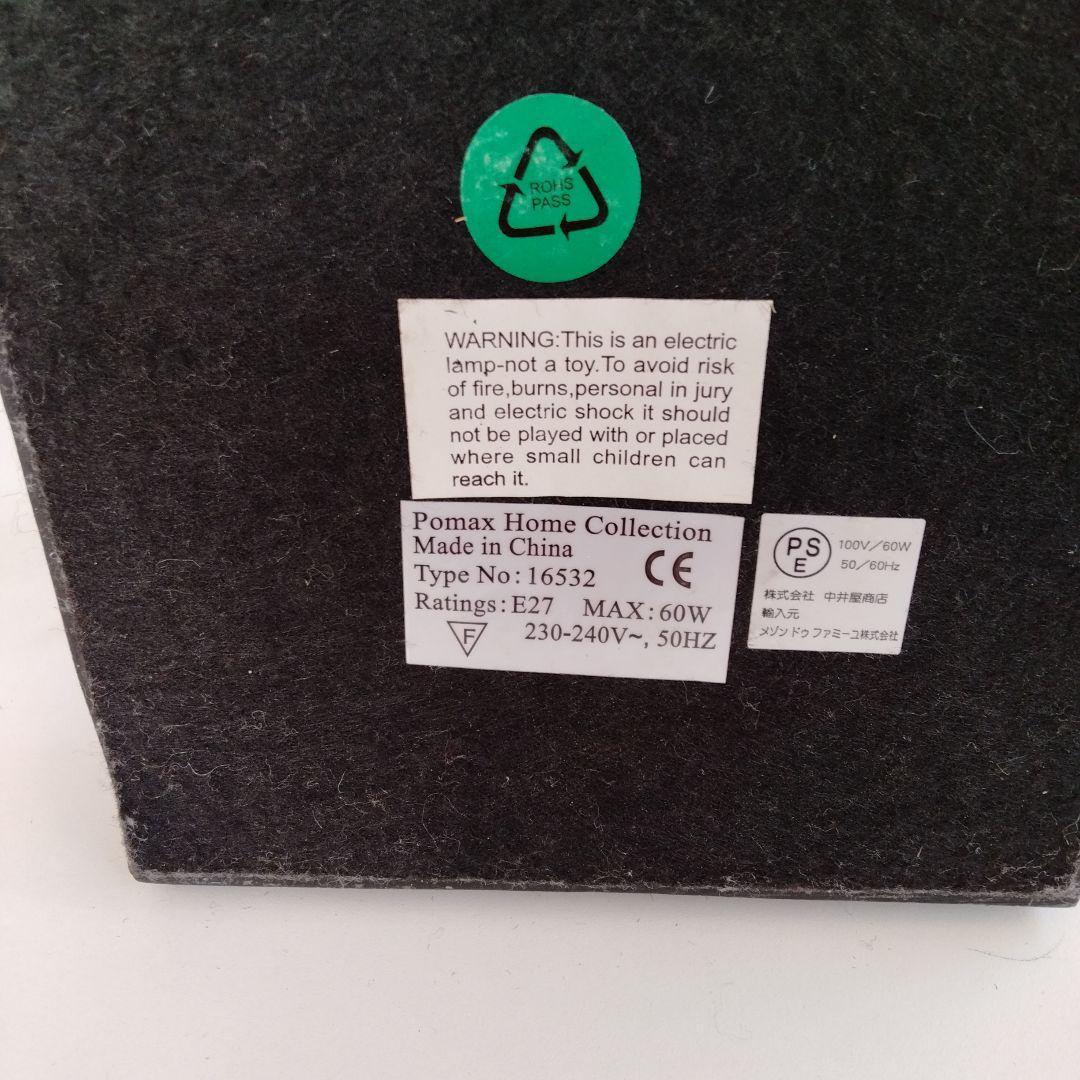 ROHS
PASS
WARNING:This is an electric
lamp-not a toy.To avoid risk
of fire,burns,personal in jury
and electric shock it should
not be played with or placed
where small children can
reach it.
Pomax Home Collection
Made in China
CE
Type No: 16532
Ratings: E27 MAX: 60W
F
230-240V~, 50HZ
PS
E
100V/60W
50/60Hz
株式会社 中井屋商店
輸入元
メゾンドゥファミーユ株式会社